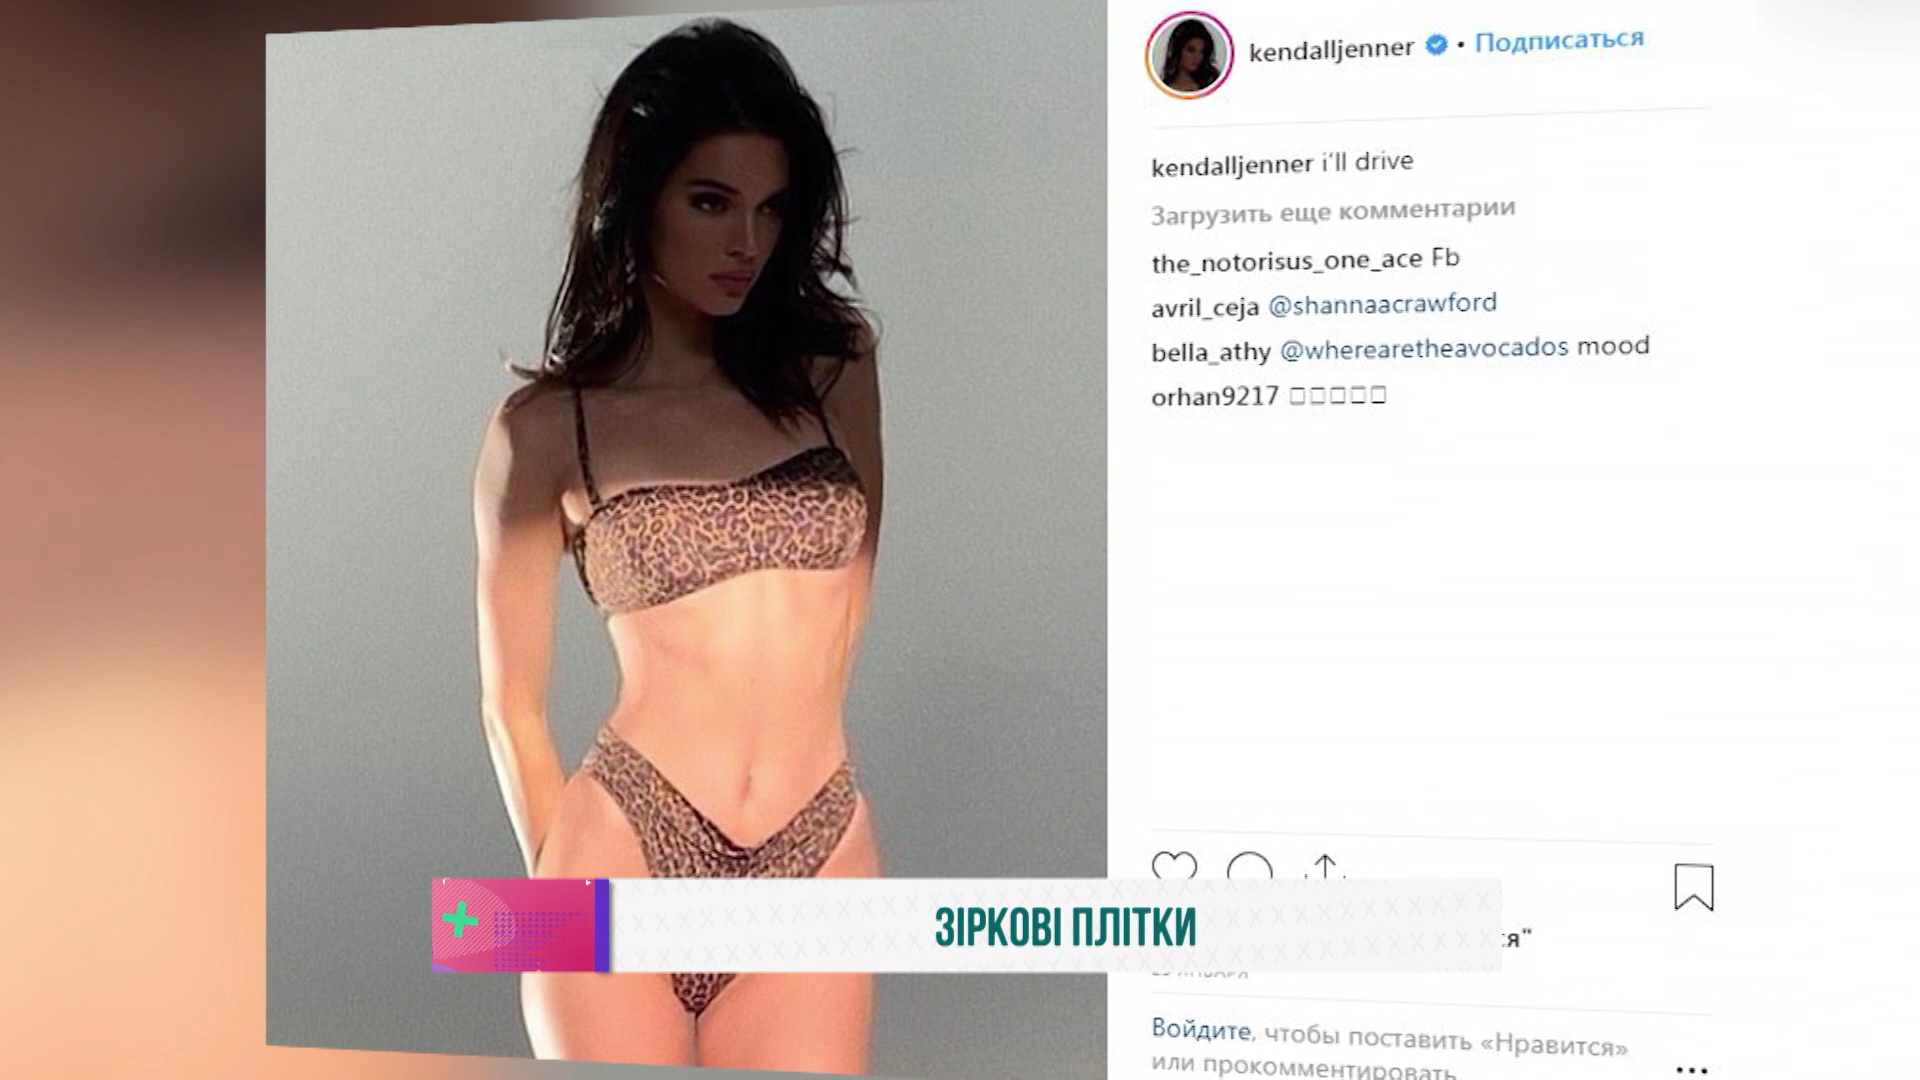 kendalljenner • Подписаться
kendalljenner i'll drive
Загрузить еще комментарии
the_notorisus_one_ace Fb
avril_ceja @shannaacrawford
bella_athy @wherearetheavocados mood
orhan9217
ЗІРКОВІ ПЛІТКИ
ся"
Войдите, чтобы поставить «Нравится»
или прокомментировать